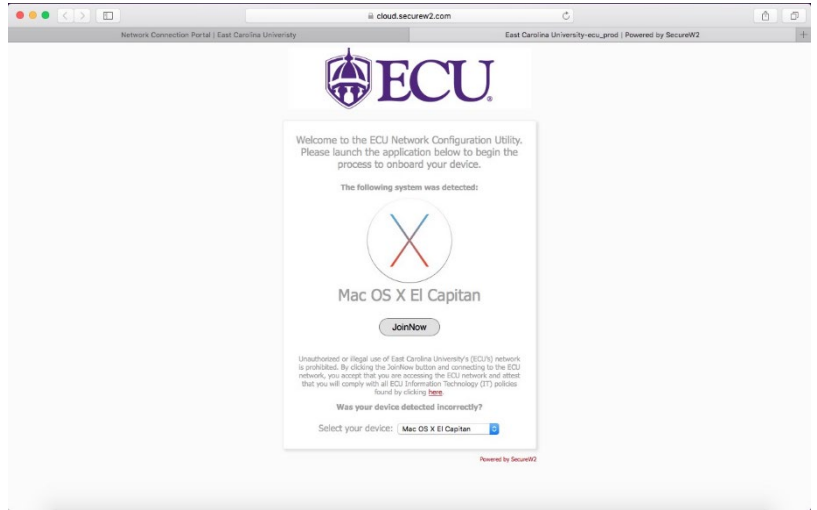 cloud.securew2.com
Network Connection Portal | East Carolina Univeristy
East Carolina University-ecu_prod | Powered by SecureW2
ECU
Welcome to the ECU Network Configuration Utility.
Please launch the application below to begin the
process to onboard your device.
The following system was detected:
Mac OS X El Capitan
JoinNow
Unauthorized or illegal use of East Carolina University's (ECU's) network
is prohibited. By clicking the JoinNow button and connecting to the ECU
network, you accept that you are accessing the ECU network and attest
that you will comply with all ECU Information Technology (IT) policies
found by clicking here.
Was your device detected incorrectly?
Select your device: Mac OS X El Capitan
Powered by SecureW2